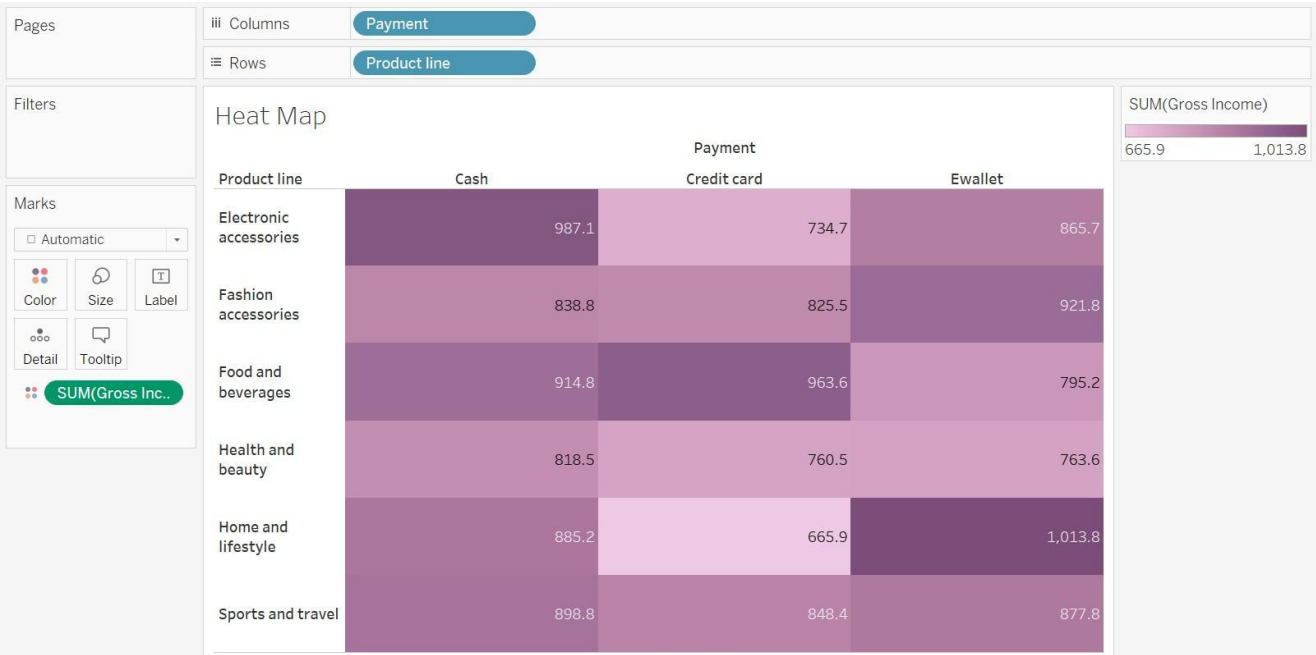 Pages
iii Columns Payment
Rows Product line
Filters
Heat Map
SUM(Gross Income)
665.9 1,013.8
Payment
Product line Cash Credit card Ewallet
Marks
Automatic
Color Size Label
Detail Tooltip
SUM(Gross Inc..
Electronic
accessories 987.1 734.7 865.7
Fashion
accessories 838.8 825.5 921.8
Food and
beverages 914.8 963.6 795.2
Health and
beauty 818.5 760.5 763.6
Home and
lifestyle 885.2 665.9 1,013.8
Sports and travel 898.8 848.4 877.8